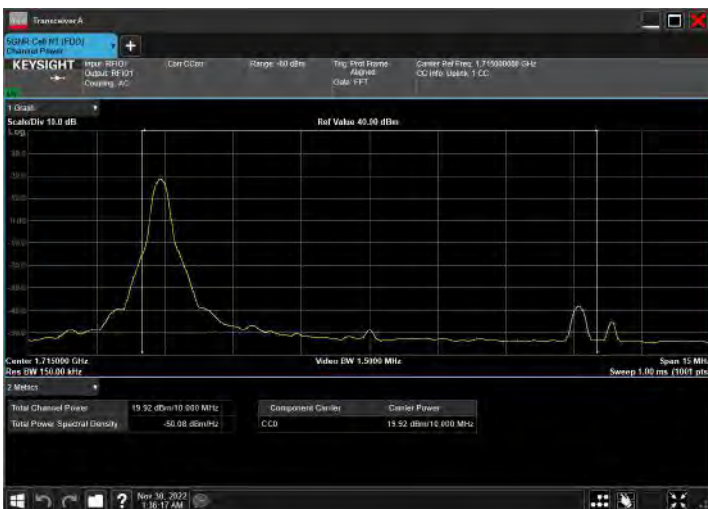 Transceiver A
5GNR-Cell N1 (FDD)
Channel Power
KEYSIGHT
Input: RFIO1
Output: RFIO1
Coupling: AC
Corr CCorr
Range: -60 dBm
Trig: Prot Frame
Aligned
Gate: FFT
Carrier Ref Freq: 1.715000000 GHz
CC Info: Uplink, 1 CC
1 Graph
Scale/Div 10.0 dB
Ref Value 40.00 dBm
Log
Center 1.715000 GHz
Video BW 1.5000 MHz
Span 15 MHz
Res BW 150.00 kHz
Sweep 1.00 ms (1001 pts
2 Metrics
Total Channel Power
19.92 dBm/10.000 MHz
Total Power Spectral Density
-50.08 dBm/Hz
Component Carrier
Carrier Power
CC0
19.92 dBm/10.000 MHz
?
Nov 30, 2022
1:36:17 AM